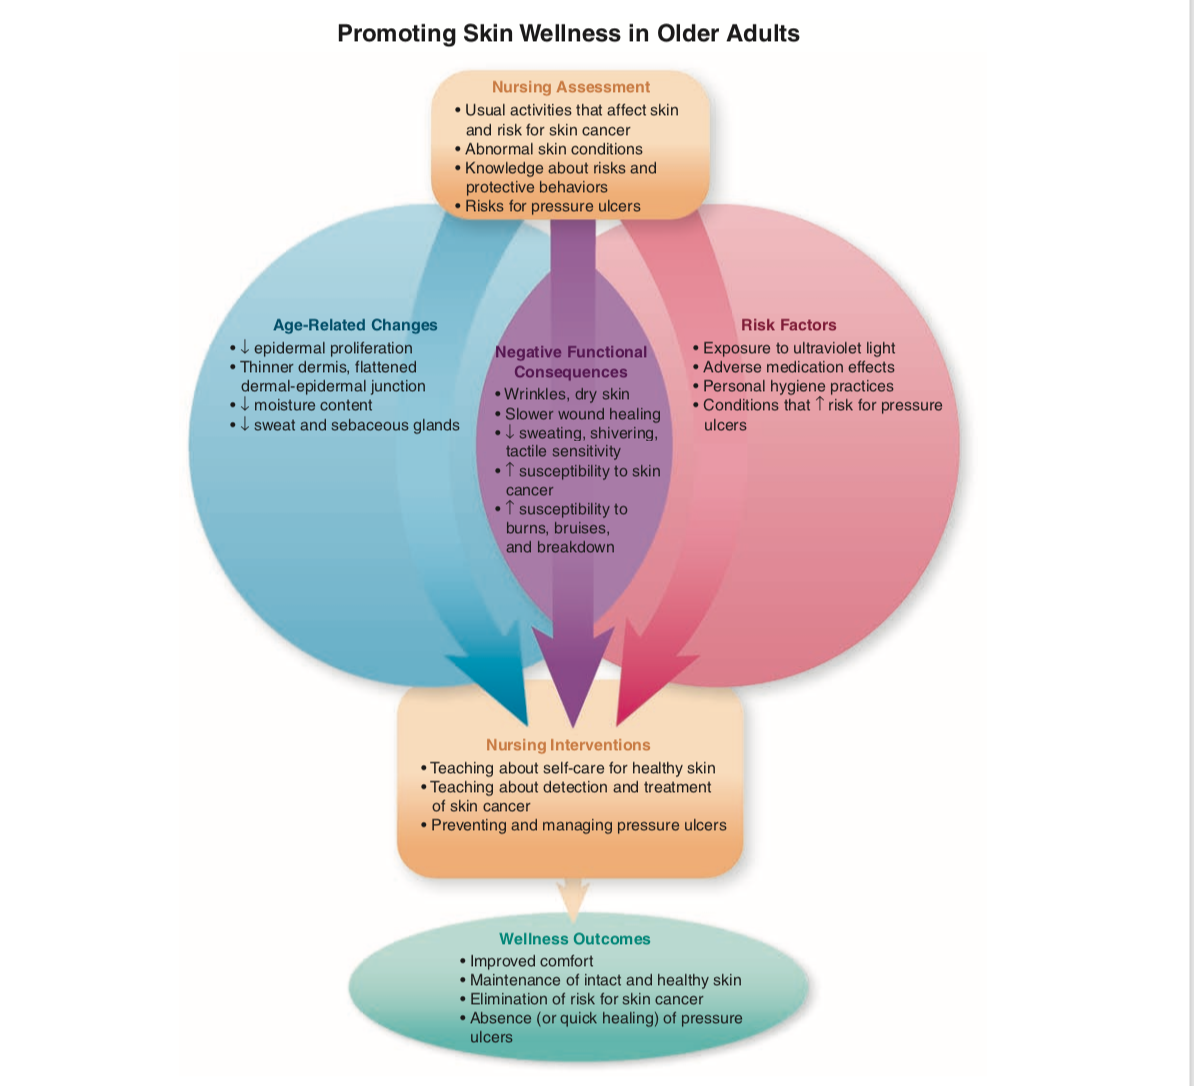 Promoting Skin Wellness in Older Adults
Nursing Assessment
• Usual activities that affect skin
and risk for skin cancer
• Abnormal skin conditions
• Knowledge about risks and
protective behaviors
• Risks for pressure ulcers
Age-Related Changes
• ↓ epidermal proliferation
• Thinner dermis, flattened
dermal-epidermal junction
• ↓ moisture content
• ↓ sweat and sebaceous glands
Negative Functional
Consequences
• Wrinkles, dry skin
• Slower wound healing
• ↓ sweating, shivering,
tactile sensitivity
• ↑ susceptibility to skin
cancer
• ↑ susceptibility to
burns, bruises,
and breakdown
Risk Factors
• Exposure to ultraviolet light
• Adverse medication effects
• Personal hygiene practices
• Conditions that ↑ risk for pressure
ulcers
Nursing Interventions
• Teaching about self-care for healthy skin
• Teaching about detection and treatment
of skin cancer
• Preventing and managing pressure ulcers
Wellness Outcomes
• Improved comfort
• Maintenance of intact and healthy skin
• Elimination of risk for skin cancer
• Absence (or quick healing) of pressure
ulcers